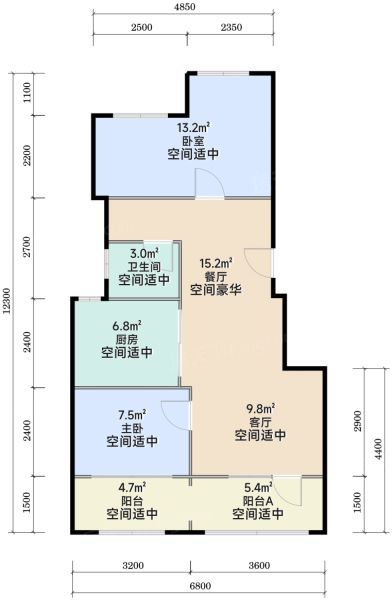 4850
2500
2350
1100
2200
2700
2400
2400
1500
12300
13.2㎡
卧室
空间适中
15.2㎡
餐厅
空间豪华
3.0㎡
卫生间
空间适中
6.8㎡
厨房
空间适中
7.5㎡
主卧
空间适中
9.8㎡
客厅
空间适中
4.7㎡
阳台
空间适中
5.4㎡
阳台A
空间适中
2900
1500
4400
3200
3600
6800